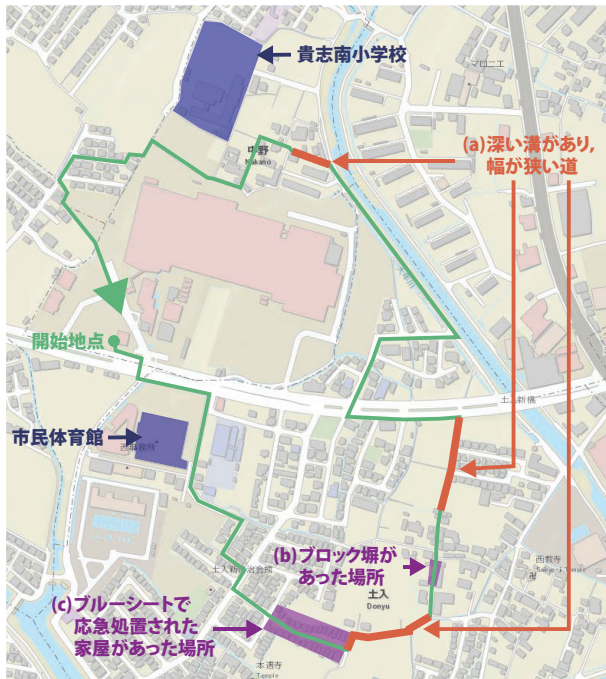 貴志南小学校
マロニエ
中野
Nakano
(a)深い溝があり,
幅が狭い道
開始地点
土入新橋
市民体育館
(b)ブロック塀が
あった場所
西教寺
土入
Donyu
(c)ブルーシートで
応急処置された
家屋があった場所
本遇寺
Temple